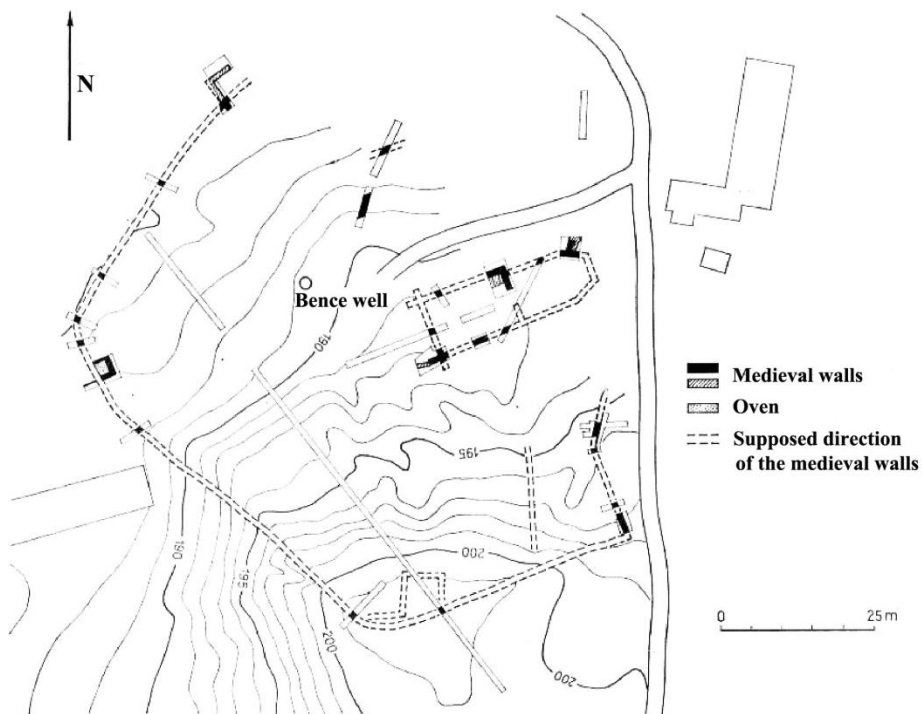 N
Bence well
190
195
190
195
200
200
200
Medieval walls
Oven
Supposed direction
of the medieval walls
0 25 m